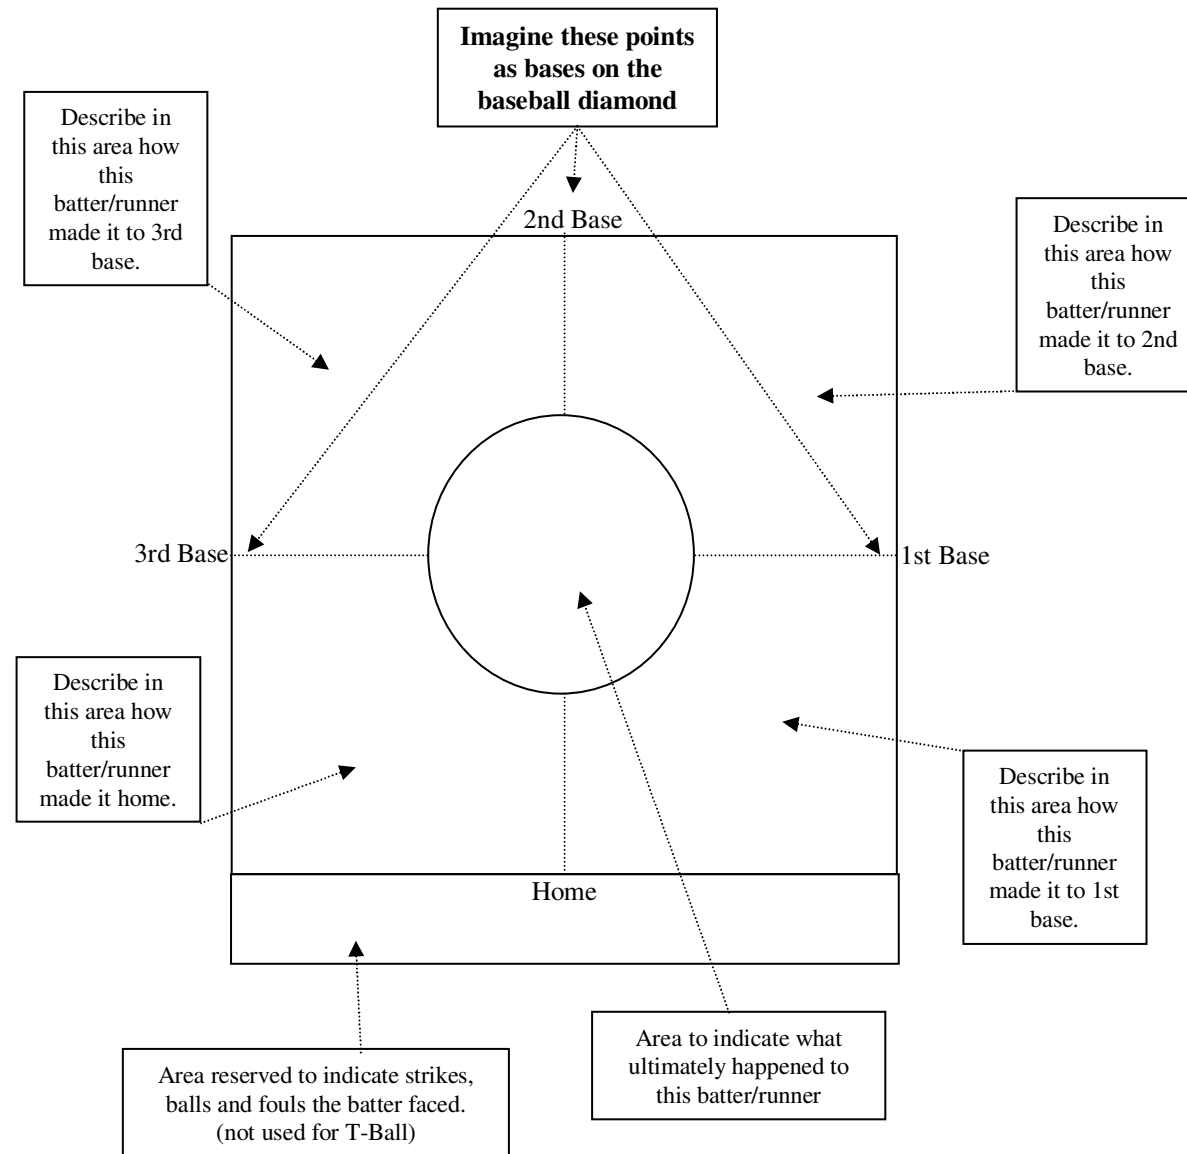 Imagine these points
as bases on the
baseball diamond
Describe in
this area how
this
batter/runner
made it to 3rd
base.
2nd Base
Describe in
this area how
this
batter/runner
made it to 2nd
base.
3rd Base
1st Base
Describe in
this area how
this
batter/runner
made it home.
Describe in
this area how
this
batter/runner
made it to 1st
base.
Home
Area reserved to indicate strikes,
balls and fouls the batter faced.
(not used for T-Ball)
Area to indicate what
ultimately happened to
this batter/runner